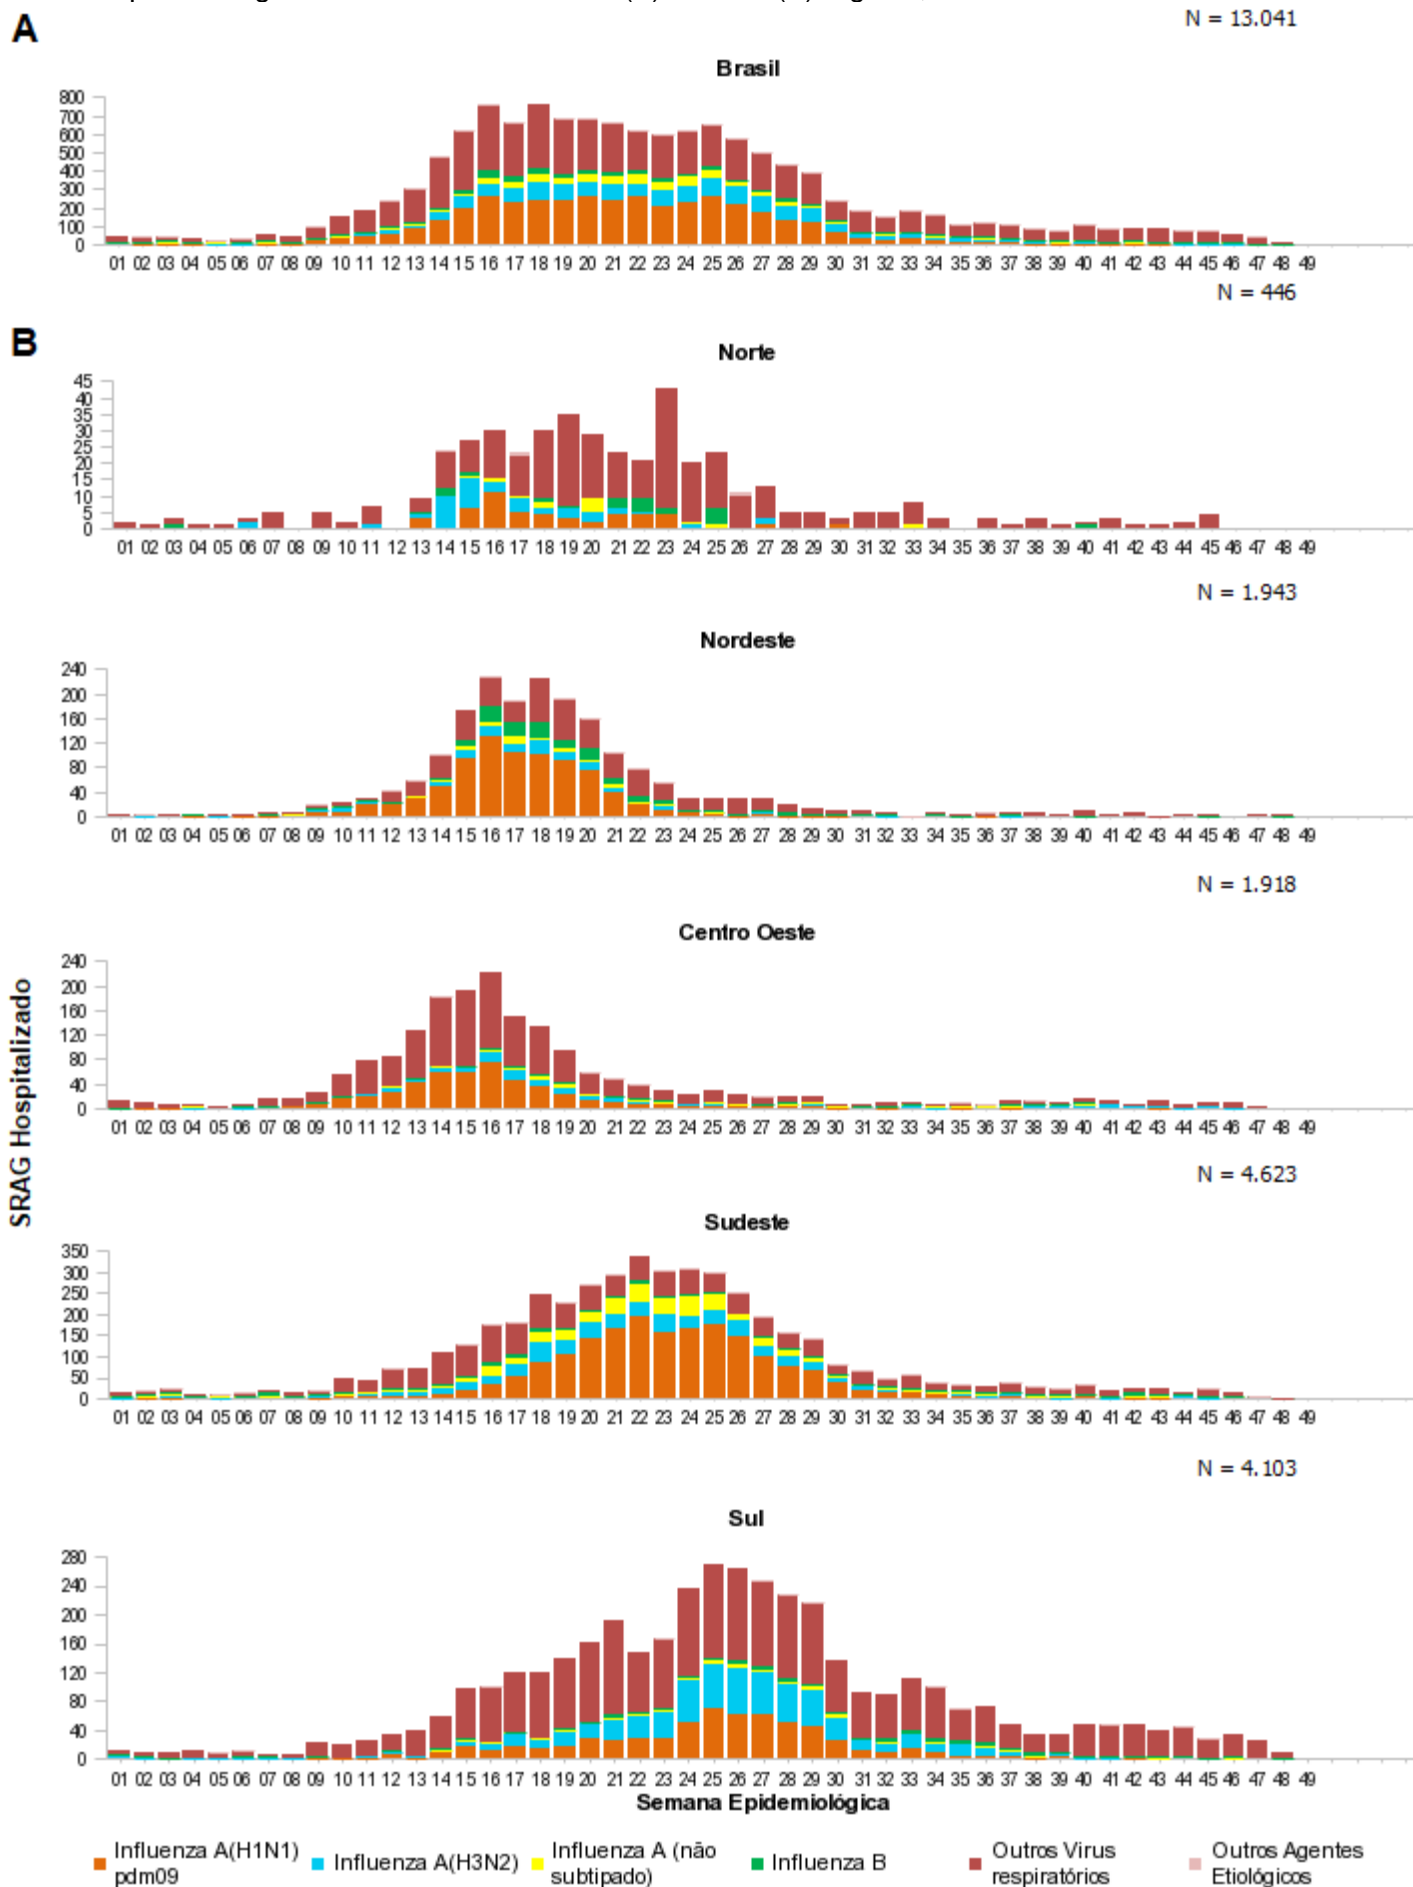 A
N = 13.041
Brasil
800
700
600
500
400
300
200
100
0
01 02 03 04 05 06 07 08 09 10 11 12 13 14 15 16 17 18 19 20 21 22 23 24 25 26 27 28 29 30 31 32 33 34 35 36 37 38 39 40 41 42 43 44 45 46 47 48 49
N = 446
B
Norte
45
40
35
30
25
20
15
10
5
0
01 02 03 04 05 06 07 08 09 10 11 12 13 14 15 16 17 18 19 20 21 22 23 24 25 26 27 28 29 30 31 32 33 34 35 36 37 38 39 40 41 42 43 44 45 46 47 48 49
N = 1.943
Nordeste
240
200
160
120
80
40
0
01 02 03 04 05 06 07 08 09 10 11 12 13 14 15 16 17 18 19 20 21 22 23 24 25 26 27 28 29 30 31 32 33 34 35 36 37 38 39 40 41 42 43 44 45 46 47 48 49
N = 1.918
Centro Oeste
240
200
160
120
80
40
0
01 02 03 04 05 06 07 08 09 10 11 12 13 14 15 16 17 18 19 20 21 22 23 24 25 26 27 28 29 30 31 32 33 34 35 36 37 38 39 40 41 42 43 44 45 46 47 48 49
SRAG Hospitalizado
N = 4.623
Sudeste
350
300
250
200
150
100
50
0
01 02 03 04 05 06 07 08 09 10 11 12 13 14 15 16 17 18 19 20 21 22 23 24 25 26 27 28 29 30 31 32 33 34 35 36 37 38 39 40 41 42 43 44 45 46 47 48 49
N = 4.103
Sul
280
240
200
160
120
80
40
0
01 02 03 04 05 06 07 08 09 10 11 12 13 14 15 16 17 18 19 20 21 22 23 24 25 26 27 28 29 30 31 32 33 34 35 36 37 38 39 40 41 42 43 44 45 46 47 48 49
Semana Epidemiológica
Influenza A(H1N1)
pdm09
Influenza A(H3N2)
Influenza A (não
subtipado)
Influenza B
Outros Virus
respiratórios
Outros Agentes
Etiológicos